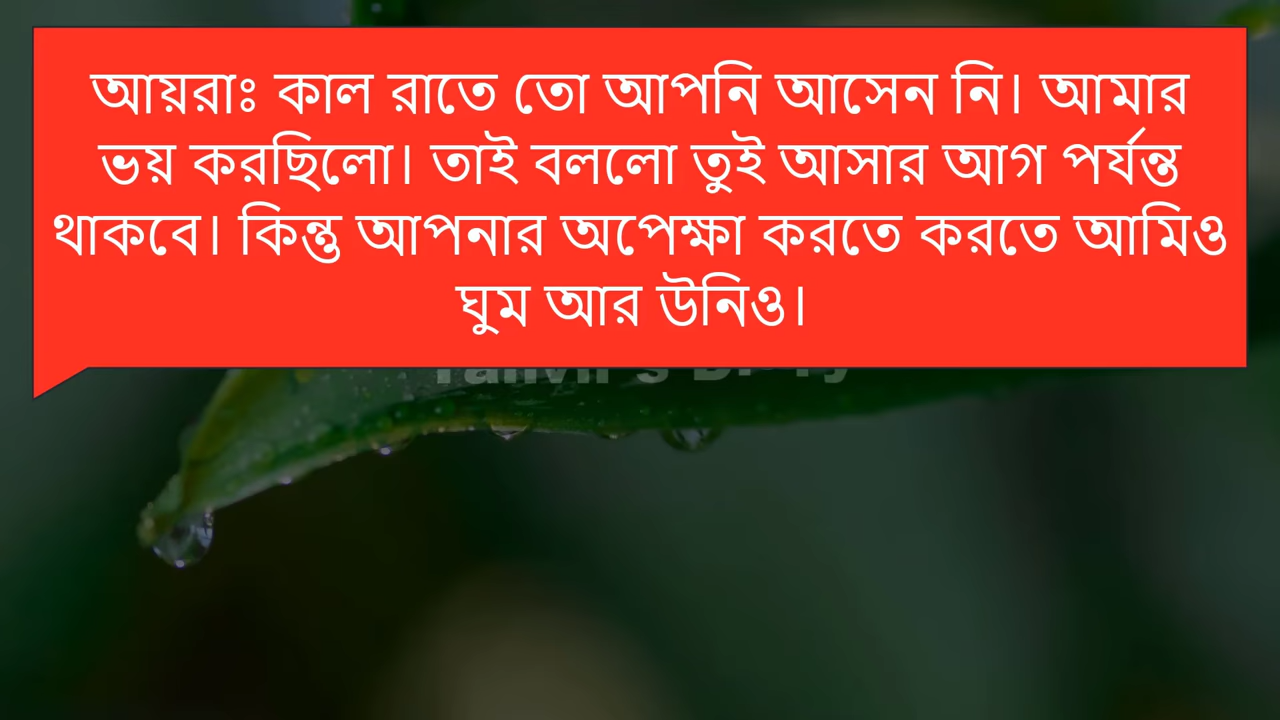 আয়রাঃ কাল রাতে তো আপনি আসেন নি। আমার
ভয় করছিলো। তাই বললো তুই আসার আগ পর্যন্ত
থাকবে। কিন্তু আপনার অপেক্ষা করতে করতে আমিও
ঘুম আর উনিও।